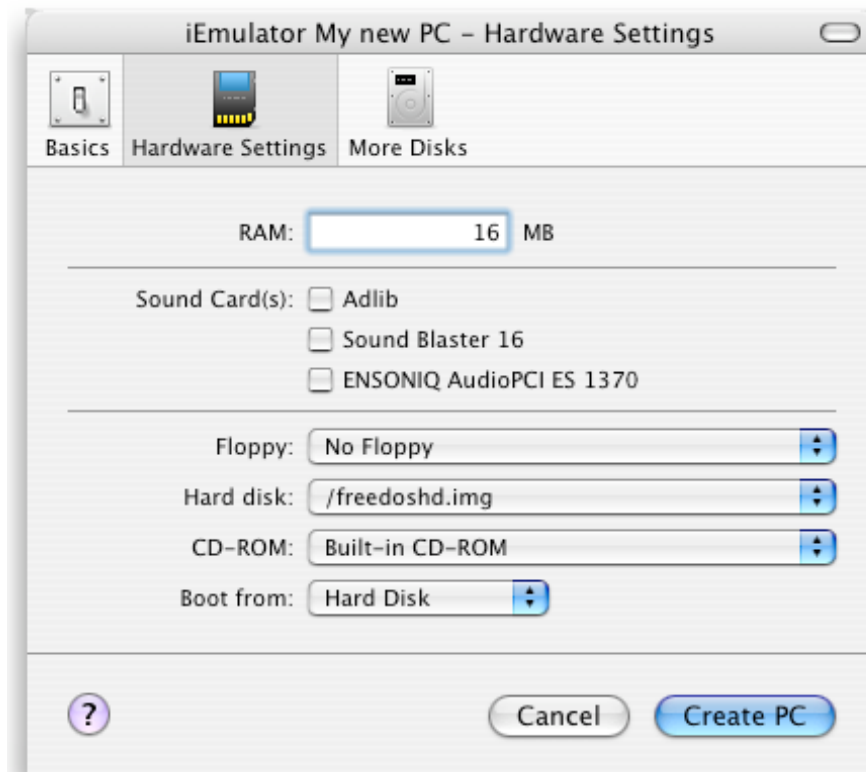 iEmulator My new PC – Hardware Settings
Basics Hardware Settings More Disks
RAM: 16 MB
Sound Card(s): Adlib
Sound Blaster 16
ENSONIQ AudioPCI ES 1370
Floppy: No Floppy
Hard disk: /freedoshd.img
CD-ROM: Built-in CD-ROM
Boot from: Hard Disk
? Cancel Create PC